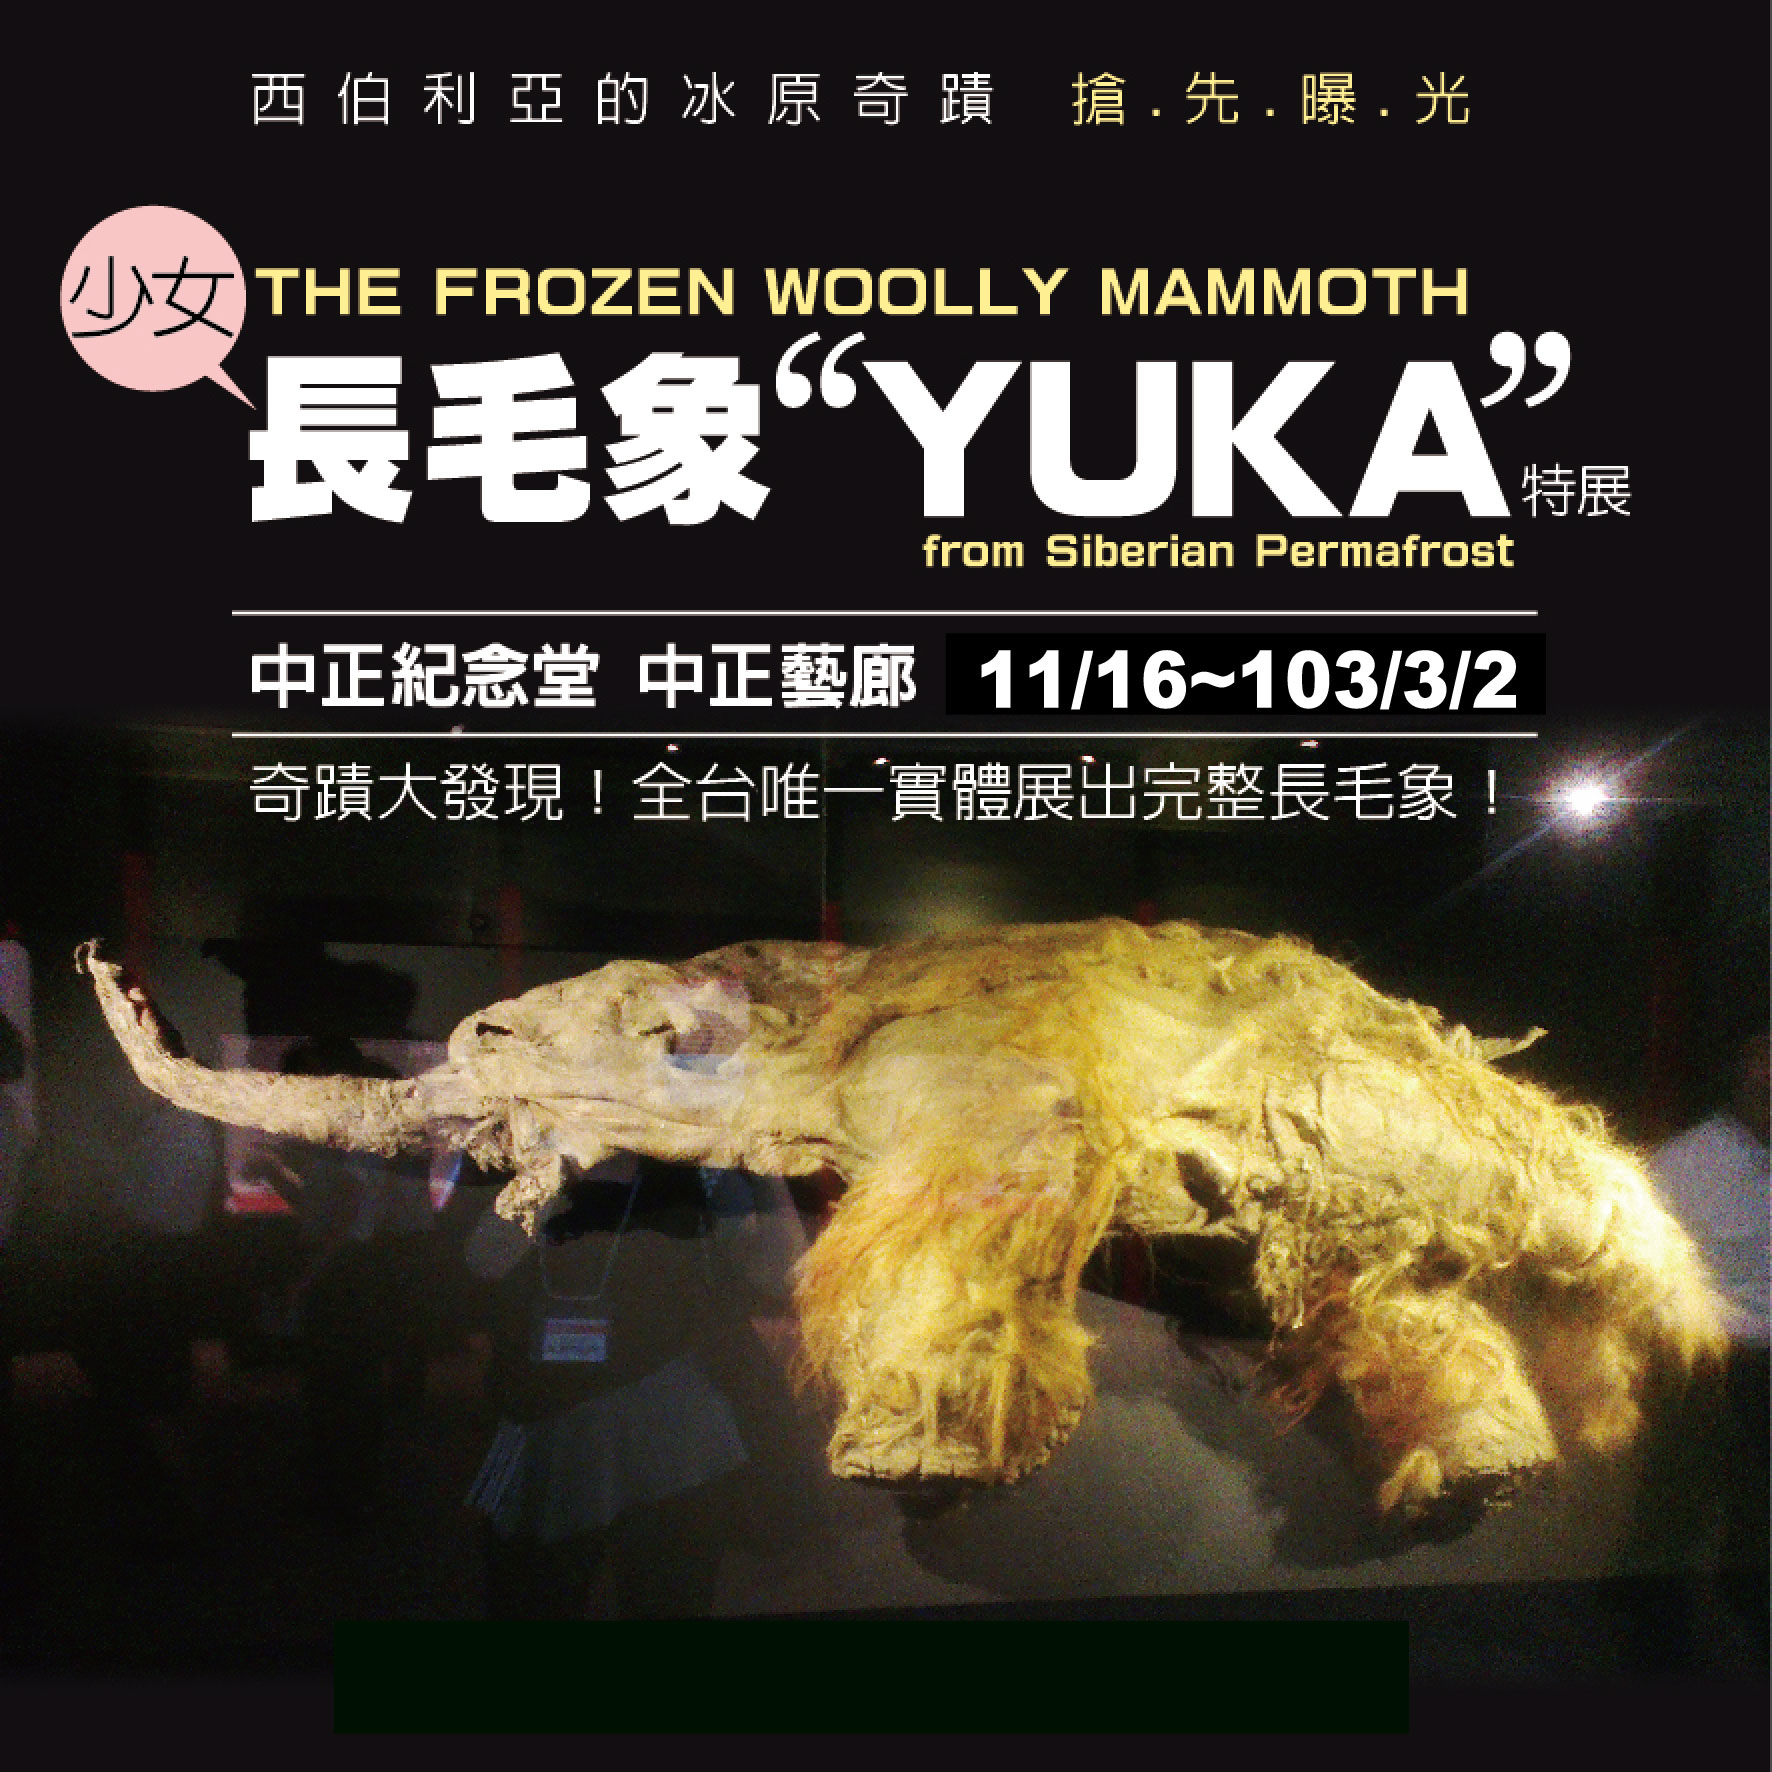 西伯利亞的冰原奇蹟 搶.先.曝.光
少女
THE FROZEN WOOLLY MAMMOTH
長毛象“YUKA”特展
from Siberian Permafrost
中正紀念堂 中正藝廊 11/16~103/3/2
奇蹟大發現!全台唯一實體展出完整長毛象!